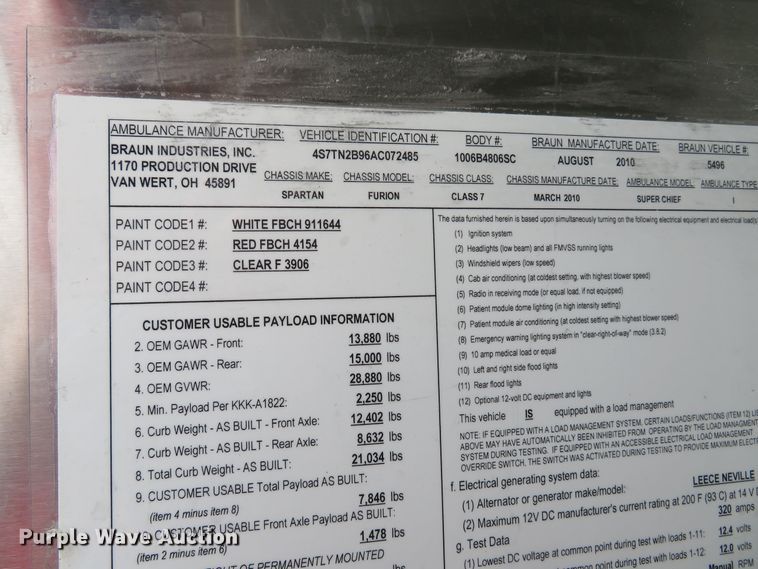 AMBULANCE MANUFACTURER: VEHICLE IDENTIFICATION #: BODY #: BRAUN MANUFACTURE DATE: BRAUN VEHICLE #:
BRAUN INDUSTRIES, INC. 4S7TN2B96AC072485 1006B4806SC AUGUST 2010 5496
1170 PRODUCTION DRIVE
VAN WERT, OH 45891
CHASSIS MAKE: CHASSIS MODEL: CHASSIS CLASS: CHASSIS MANUFACTURE DATE: AMBULANCE MODEL AMBULANCE TYPE
SPARTAN FURION CLASS 7 MARCH 2010 SUPER CHIEF I
PAINT CODE1 #: WHITE FBCH 911644
PAINT CODE2 #: RED FBCH 4154
PAINT CODE3 #: CLEAR F 3906
PAINT CODE4 #:
CUSTOMER USABLE PAYLOAD INFORMATION
2. OEM GAWR - Front: 13,880 lbs
3. OEM GAWR - Rear: 15,000 lbs
4. OEM GVWR: 28,880 lbs
5. Min. Payload Per KKK-A1822: 2,250 lbs
6. Curb Weight - AS BUILT - Front Axle: 12,402 lbs
7. Curb Weight - AS BUILT - Rear Axle: 8,632 lbs
8. Total Curb Weight - AS BUILT: 21,034 lbs
9. CUSTOMER USABLE Total Payload AS BUILT:
(item 4 minus item 8) 7,846 lbs
CUSTOMER USABLE Front Axle Payload AS BUILT:
(item 2 minus item 6) 1,478 lbs
OF PERMANENTLY MOUNTED
lbs
The data furnished herein is based upon simultaneously turning on the following electrical equipment and electrical load(s
(1) Ignition system
(2) Headlights (low beam) and all FMVSS running lights
(3) Windshield wipers (low speed)
(4) Cab air conditioning (at coldest setting, with highest blower speed)
(5) Radio in receiving mode (or equal load, if not equipped)
(6) Patient module dome lighting (in high intensity setting)
(7) Patient module air conditioning (at coldest setting with highest blower speed)
(8) Emergency warning lighting system in "clear-right-of-way" mode (3.8.2)
(9) 10 amp medical load or equal
(10) Left and right side flood lights
(11) Rear flood lights
(12) Optional 12-volt DC equipment and lights
This vehicle IS equipped with a load management
NOTE: IF EQUIPPED WITH A LOAD MANAGEMENT SYSTEM, CERTAIN LOADS/FUNCTIONS (ITEM 12) LI
ABOVE MAY HAVE AUTOMATICALLY BEEN INHIBITED FROM OPERATING BY THE LOAD MANAGMENT
SYSTEM DURING TESTING. IF EQUIPPED WITH AN ACCESSIBLE ELECTRICAL LOAD MANAGEMENT
OVERRIDE SWITCH, THE SWITCH WAS ACTIVATED DURING TESTING TO PROVIDE MAXIMUM ELECTR
f. Electrical generating system data:
(1) Alternator or generator make/model: LEECE NEVILLE
(2) Maximum 12V DC manufacturer's current rating at 200 F (93 C) at 14 V
320 amps
g. Test Data
(1) Lowest DC voltage at common point during test with loads 1-11: 12.4 volts
common point during test with loads 1-12: 12.0 volts
Manual RPM
Purple Wave Auction